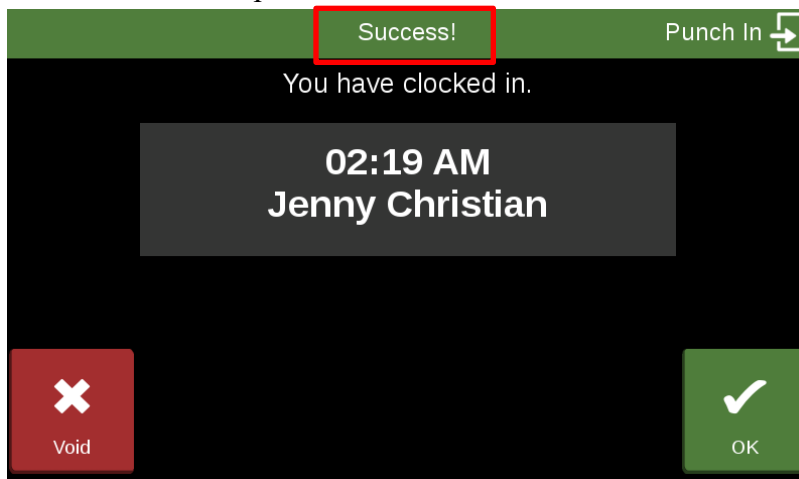 Success!
Punch In
You have clocked in.
02:19 AM
Jenny Christian
Void
OK